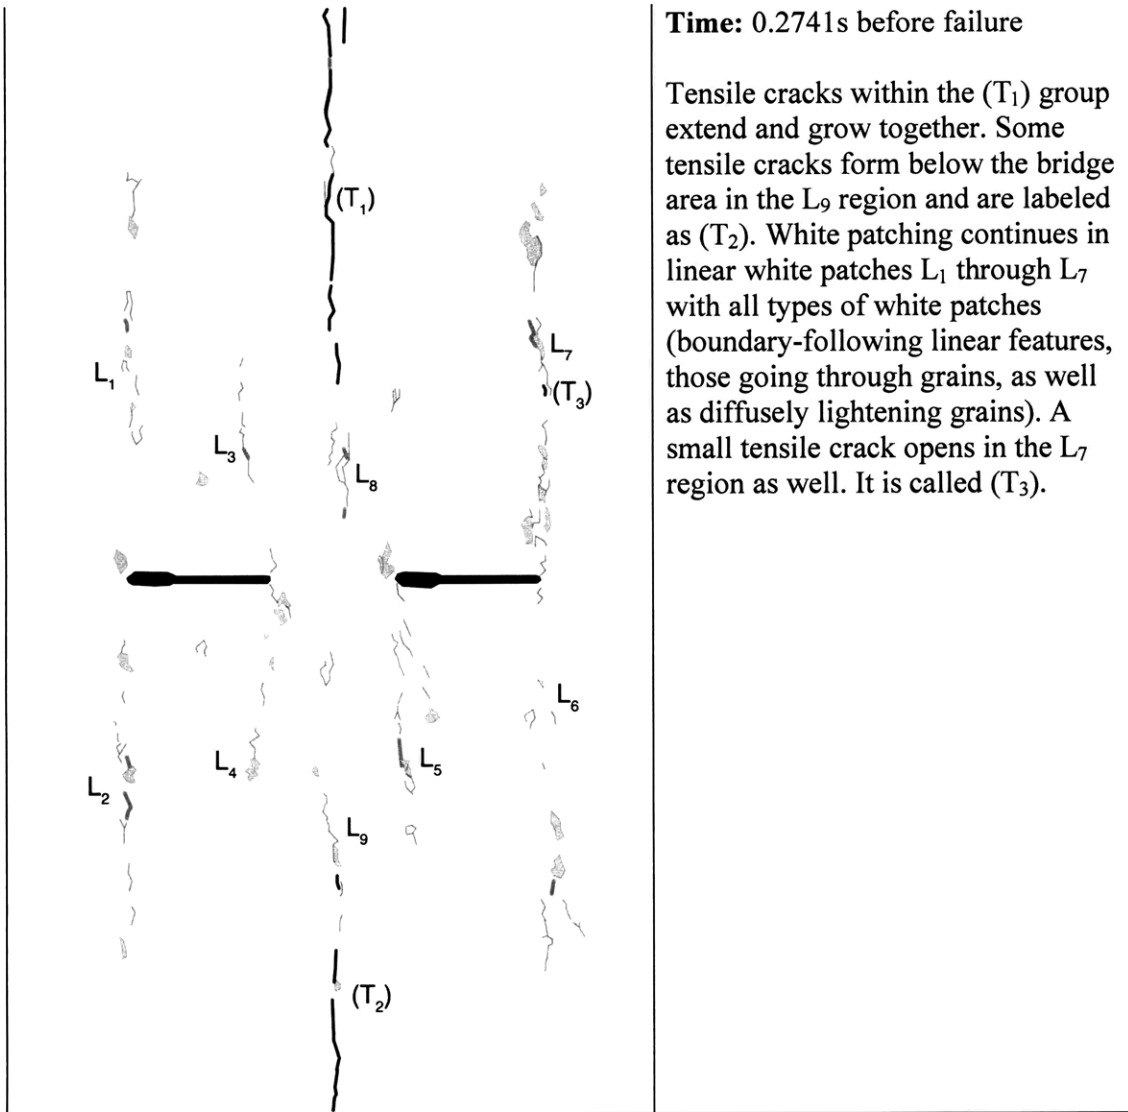 Time: 0.2741s before failure
Tensile cracks within the (T₁) group
extend and grow together. Some
tensile cracks form below the bridge
area in the L₉ region and are labeled
as (T₂). White patching continues in
linear white patches L₁ through L₇
with all types of white patches
(boundary-following linear features,
those going through grains, as well
as diffusely lightening grains). A
small tensile crack opens in the L₇
region as well. It is called (T₃).
(T₁)
L₇
L₁
(T₃)
L₃
L₈
L₆
L₄
L₅
L₂
L₉
(T₂)